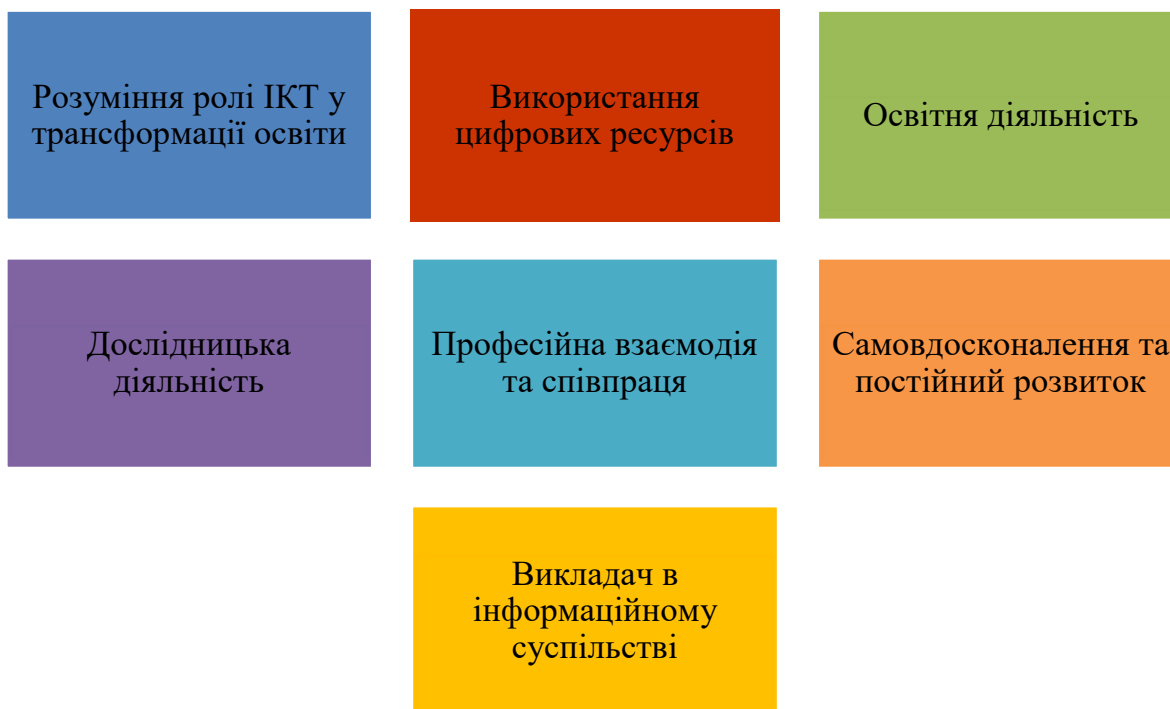 Розуміння ролі ІКТ у
трансформації освіти
Використання
цифрових ресурсів
Освітня діяльність
Дослідницька
діяльність
Професійна взаємодія
та співпраця
Самовдосконалення та
постійний розвиток
Викладач в
інформаційному
суспільстві